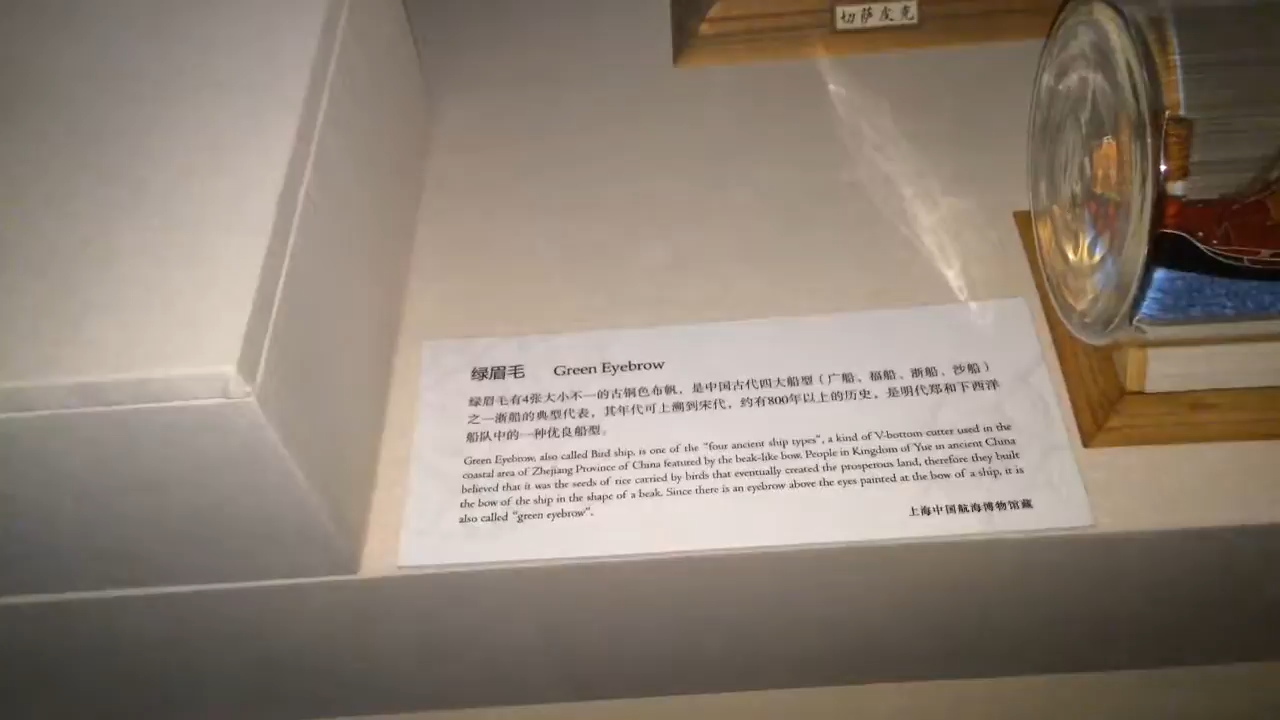 切萨皮克
绿眉毛 Green Eyebrow
绿眉毛有4张大小不一的古铜色布帆，是中国古代四大船型（广船、福船、浙船、沙船）
之一浙船的典型代表，其年代可上溯到宋代，约有800年以上的历史，是明代郑和下西洋
船队中的一种优良船型。
Green Eyebrow, also called Bird ship, is one of the "four ancient ship types", a kind of V-bottom cutter used in the
coastal area of Zhejiang Province of China featured by the beak-like bow. People in Kingdom of Yue in ancient China
believed that it was the seeds of rice carried by birds that eventually created the prosperous land, therefore they built
the bow of the ship in the shape of a beak. Since there is an eyebrow above the eyes painted at the bow of a ship, it is
also called "green eyebrow".
上海中国航海博物馆藏